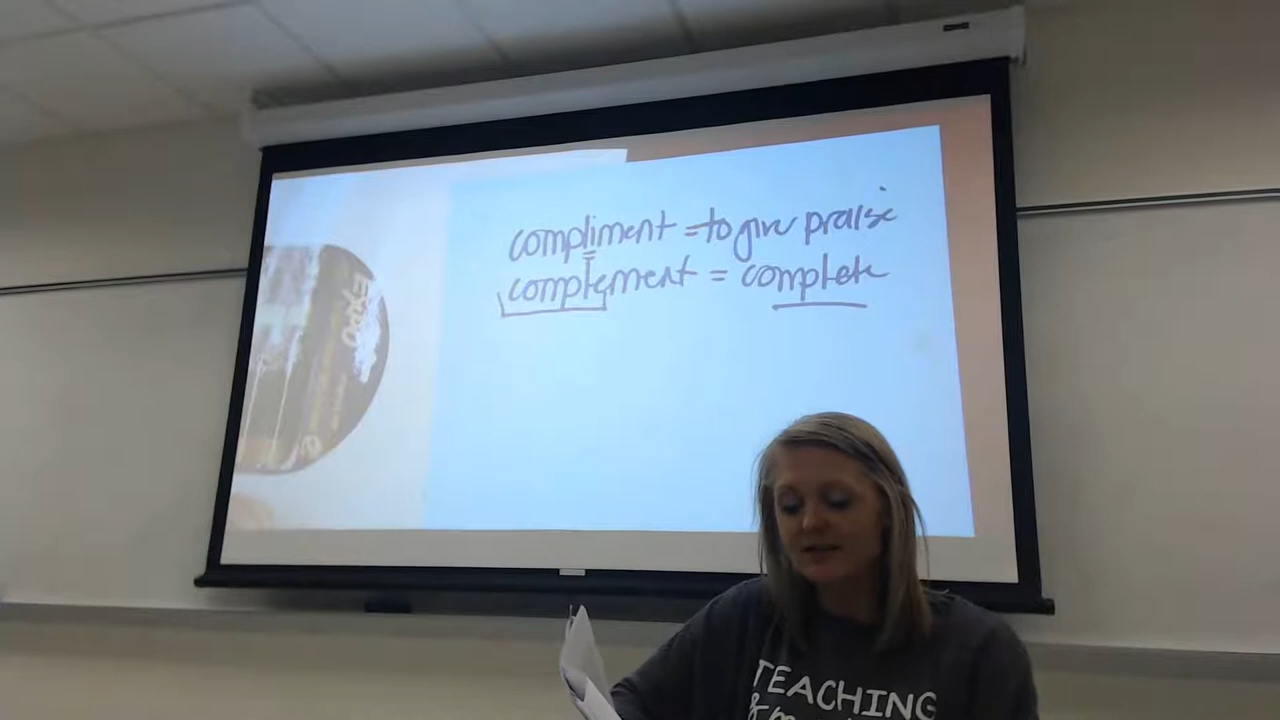 compliment = to give praise
complement = complete
EXPO
TEACHING